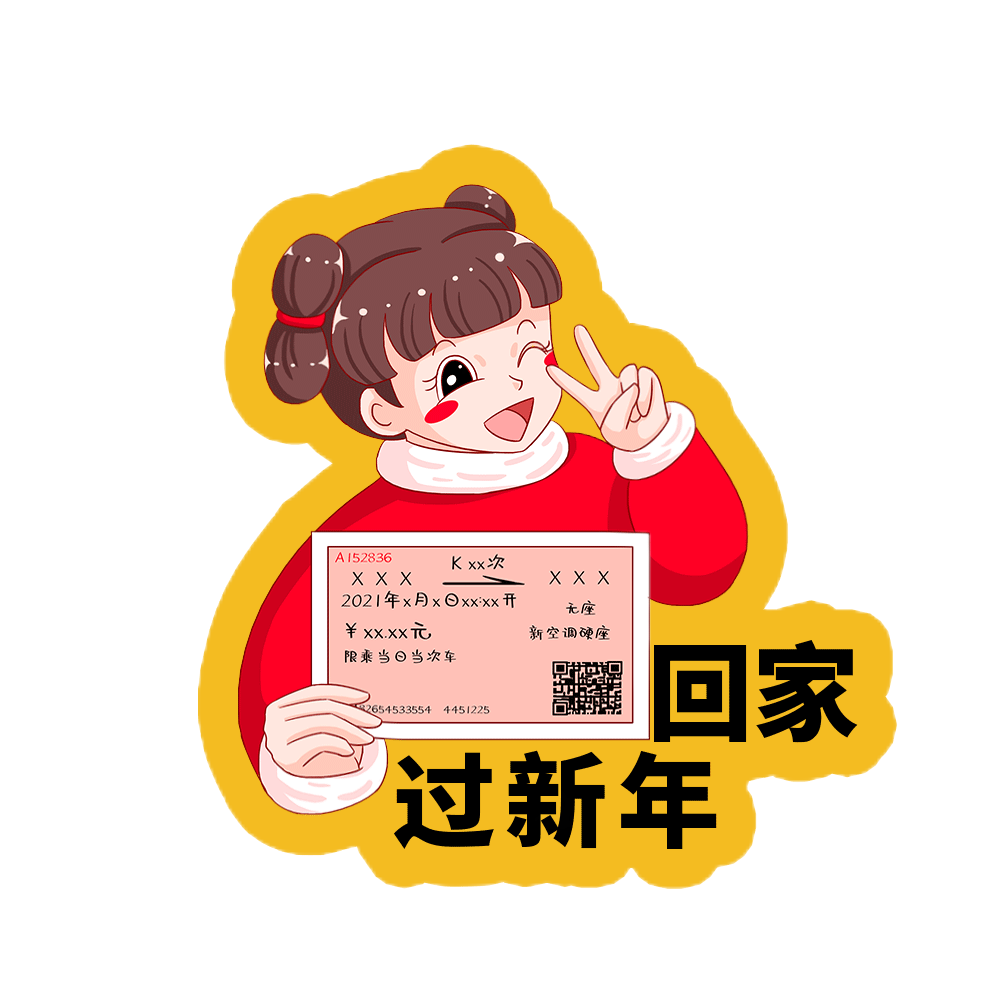 A152836
K xx次
X X X
X X X
2021年x月x日xx:xx开
无座
¥ xx.xx元
新空调硬座
限乘当日当次车
82654533554 4451225
回家
过新年